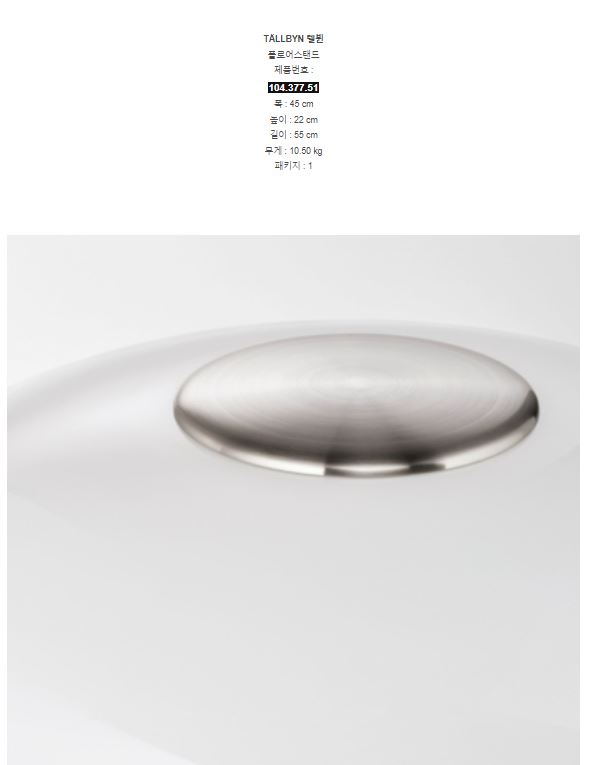 TÄLLBYN 텔뷘
플로어스탠드
제품번호 :
104.377.51
폭 : 45 cm
높이 : 22 cm
길이 : 55 cm
무게 : 10.50 kg
패키지 : 1